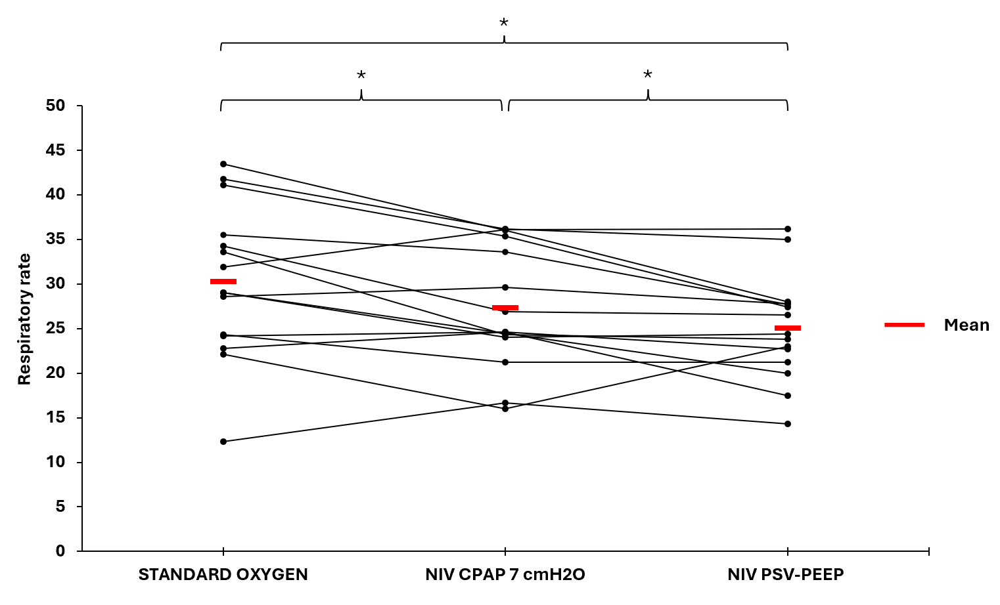 *
*
*
50
45
40
35
30
25
20
15
10
5
0
Respiratory rate
Mean
STANDARD OXYGEN
NIV CPAP 7 cmH2O
NIV PSV-PEEP